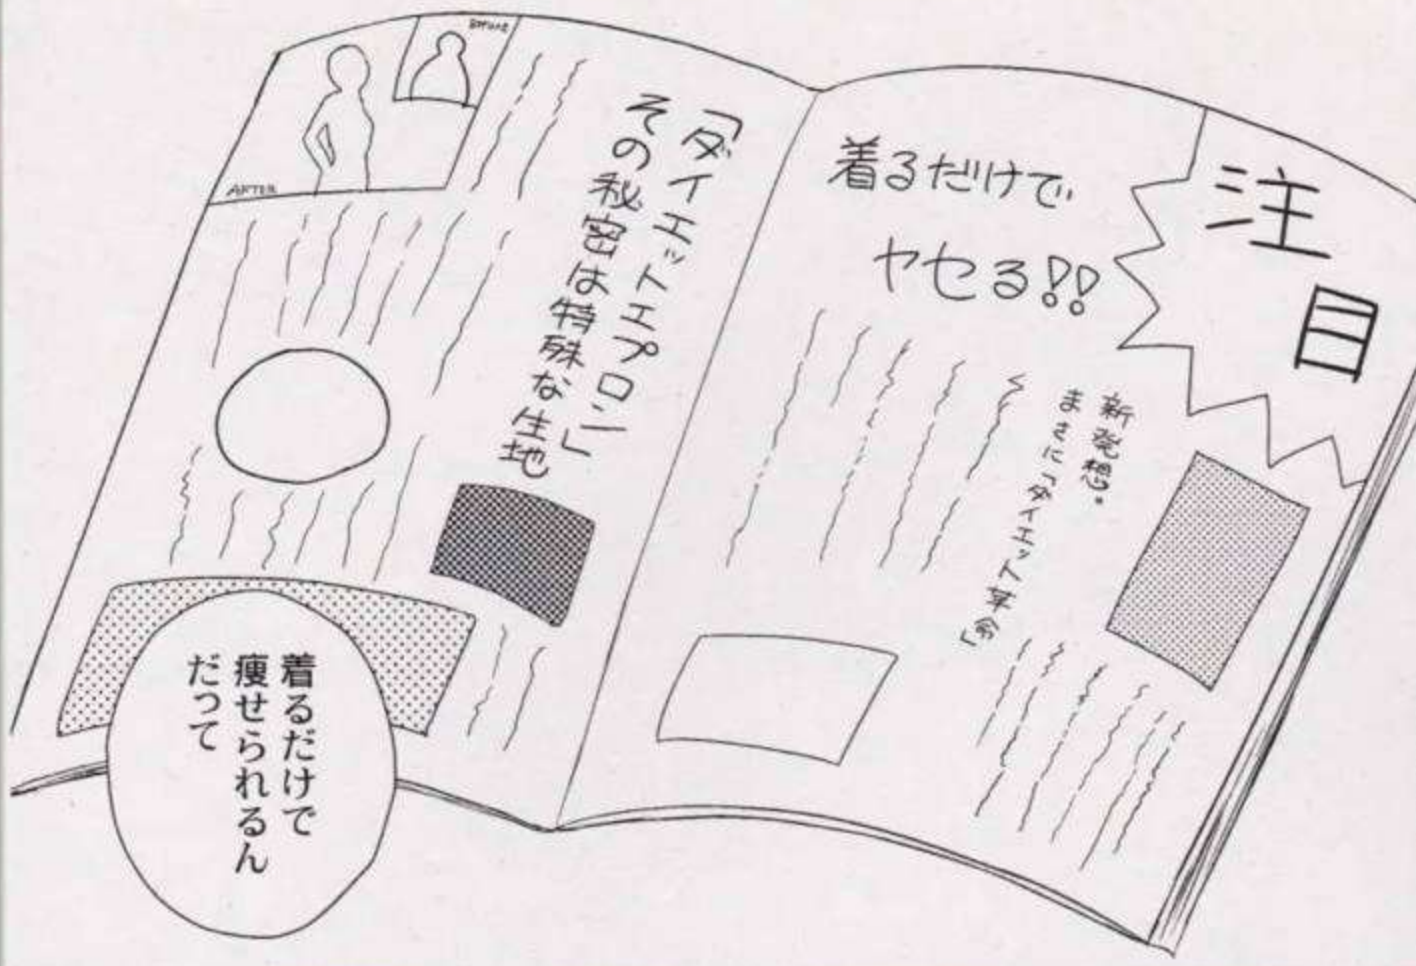 注目
着るだけで
ヤセる!!
新発想。
まさに「ダイエット革命」
「ダイエットエプロン」
その秘密は特殊な生地
Before
AFTER
着るだけで
痩せられるん
だって